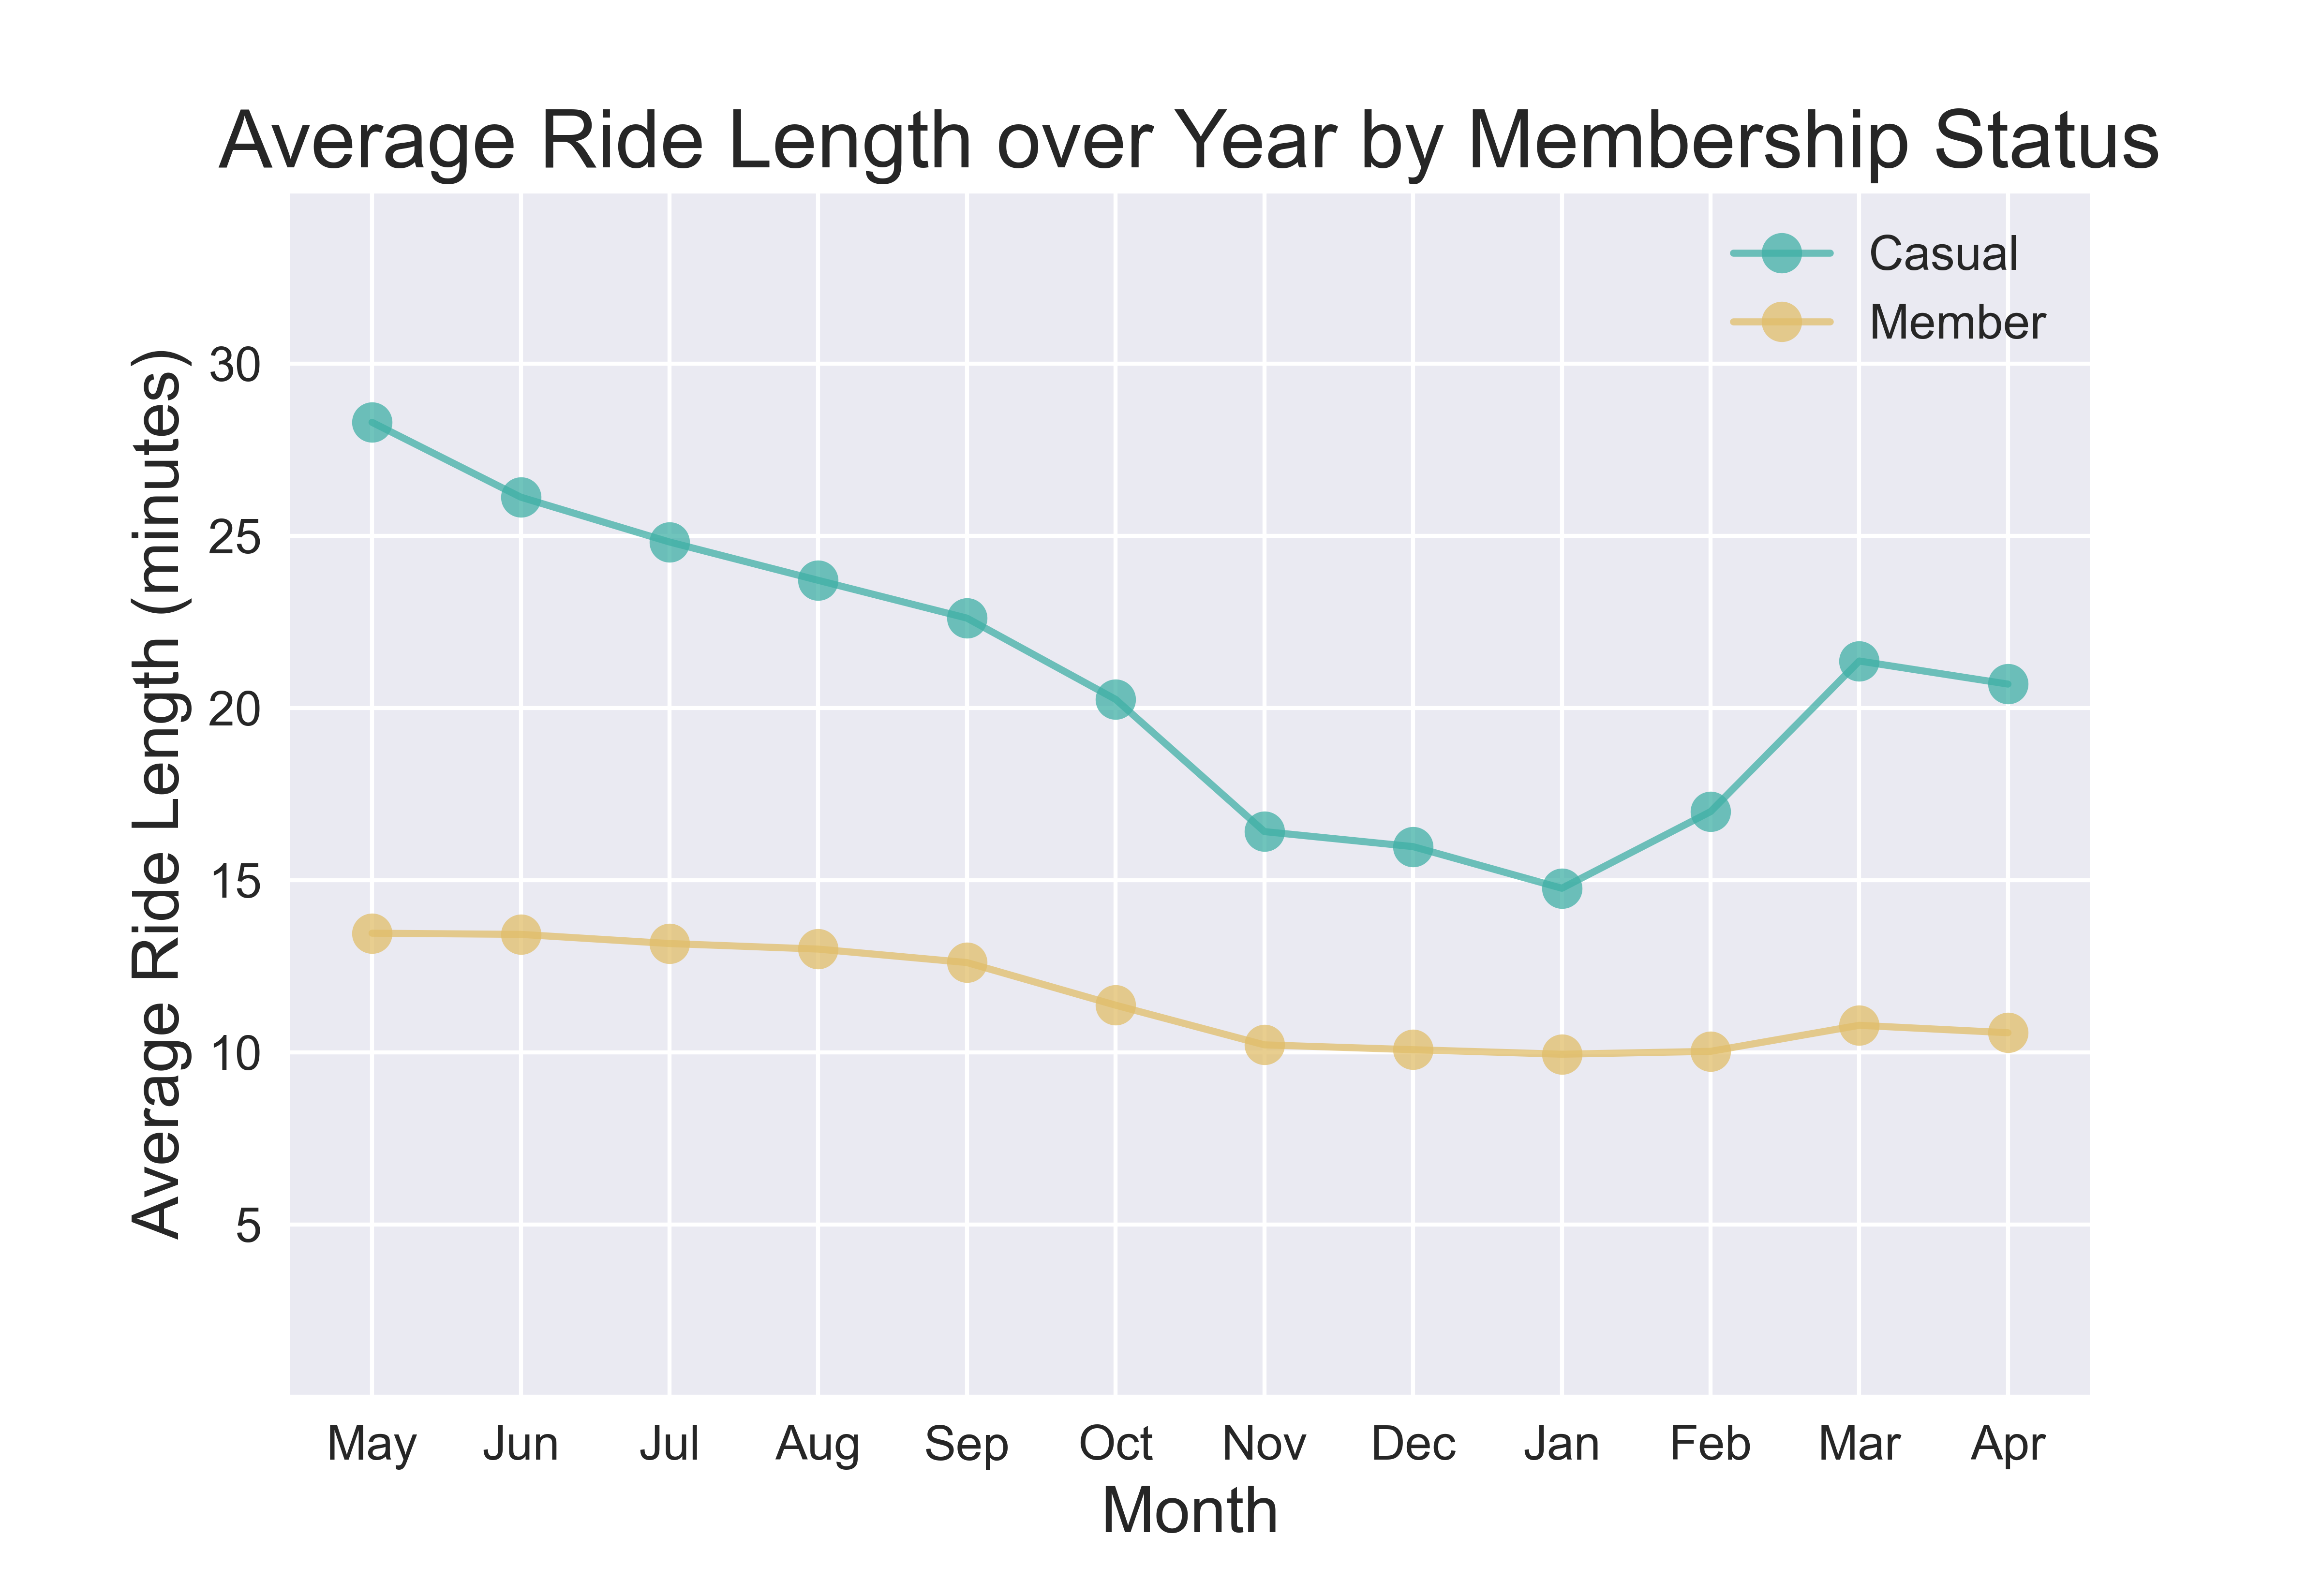 Average Ride Length over Year by Membership Status
Casual
Member
Average Ride Length (minutes)
30
25
20
15
10
5
May Jun Jul Aug Sep Oct Nov Dec Jan Feb Mar Apr
Month